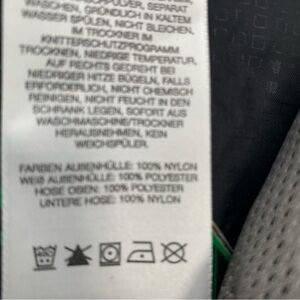 WASCHPULVER, SEPARAT
WASCHEN, GRÜNDLICH IN KALTEM
WASSER SPÜLEN, NICHT BLEICHEN.
IM TROCKNER IM
KNITTERSCHUTZPROGRAMM
TROCKNEN, NIEDRIGE TEMPERATUR.
AUF RECHTS GEDREHT BEI
NIEDRIGER HITZE BÜGELN, FALLS
ERFORDERLICH, NICHT CHEMISCH
REINIGEN, NICHT FEUCHT IN DEN
SCHRANK LEGEN, SOFORT AUS
WASCHMASCHINE/TROCKNER
HERAUSNEHMEN, KEIN
WEICHSPÜLER.
FARBEN AUßENHÜLLE: 100% NYLON
WEIß AUßENHÜLLE: 100% POLYESTER
HOSE OBEN: 100% POLYESTER
UNTERE HOSE: 100% NYLON